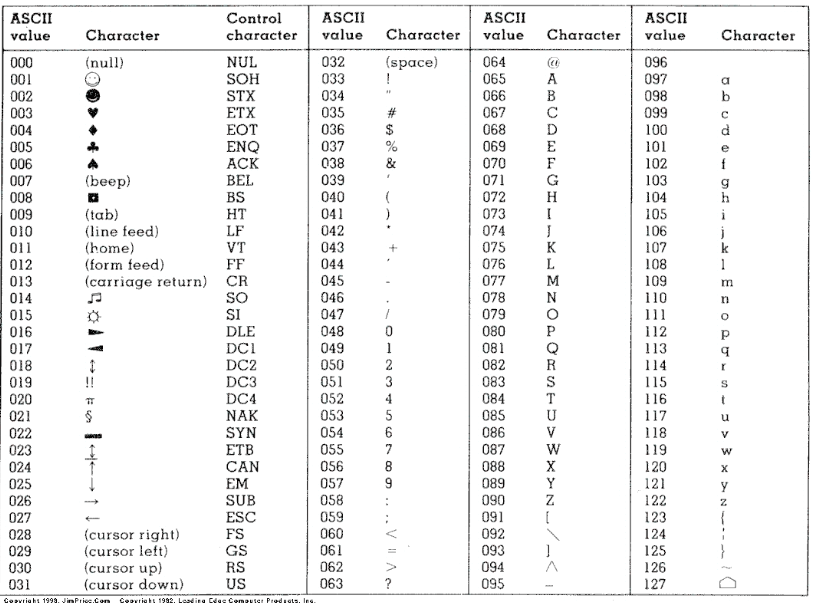 ASCII value Character Control character ASCII value Character ASCII value Character ASCII value Character
000 (null) NUL 032 (space) 064 @ 096
001 ☺ SOH 033 ! 065 A 097 a
002 ☻ STX 034 " 066 B 098 b
003 ♥ ETX 035 # 067 C 099 c
004 ♦ EOT 036 $ 068 D 100 d
005 ♣ ENQ 037 % 069 E 101 e
006 ♠ ACK 038 & 070 F 102 f
007 (beep) BEL 039 ' 071 G 103 g
008 ◘ BS 040 ( 072 H 104 h
009 (tab) HT 041 ) 073 I 105 i
010 (line feed) LF 042 * 074 J 106 j
011 (home) VT 043 + 075 K 107 k
012 (form feed) FF 044 ' 076 L 108 l
013 (carriage return) CR 045 - 077 M 109 m
014 ♫ SO 046 . 078 N 110 n
015 ☼ SI 047 / 079 O 111 o
016 ► DLE 048 0 080 P 112 p
017 ◄ DC1 049 1 081 Q 113 q
018 ↕ DC2 050 2 082 R 114 r
019 !! DC3 051 3 083 S 115 s
020 π DC4 052 4 084 T 116 t
021 § NAK 053 5 085 U 117 u
022 ▬ SYN 054 6 086 V 118 v
023 ↨ ETB 055 7 087 W 119 w
024 ↑ CAN 056 8 088 X 120 x
025 ↓ EM 057 9 089 Y 121 y
026 → SUB 058 : 090 Z 122 z
027 ← ESC 059 ; 091 [ 123 {
028 (cursor right) FS 060 < 092 \ 124 ¦
029 (cursor left) GS 061 = 093 ] 125 }
030 (cursor up) RS 062 > 094 ∧ 126 ~
031 (cursor down) US 063 ? 095 _ 127 ⌂
Copyright 1998, JimPrice.Com Copyright 1982, Leading Edge Computer Products, Inc.